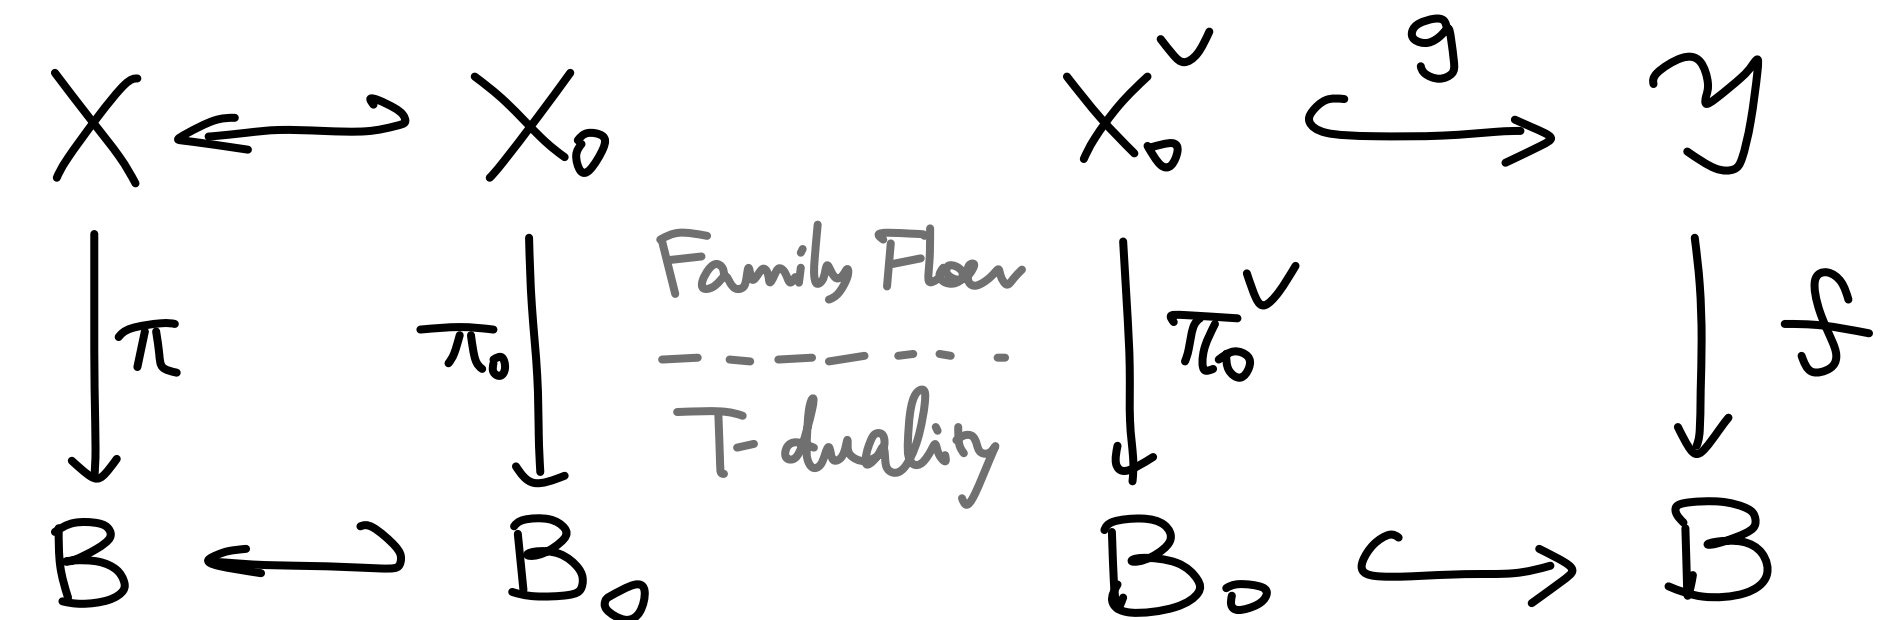 X X₀ X₀^∨ g Y
Family Floer
π π₀ π₀^∨ f
T-duality
B B₀ B₀ B